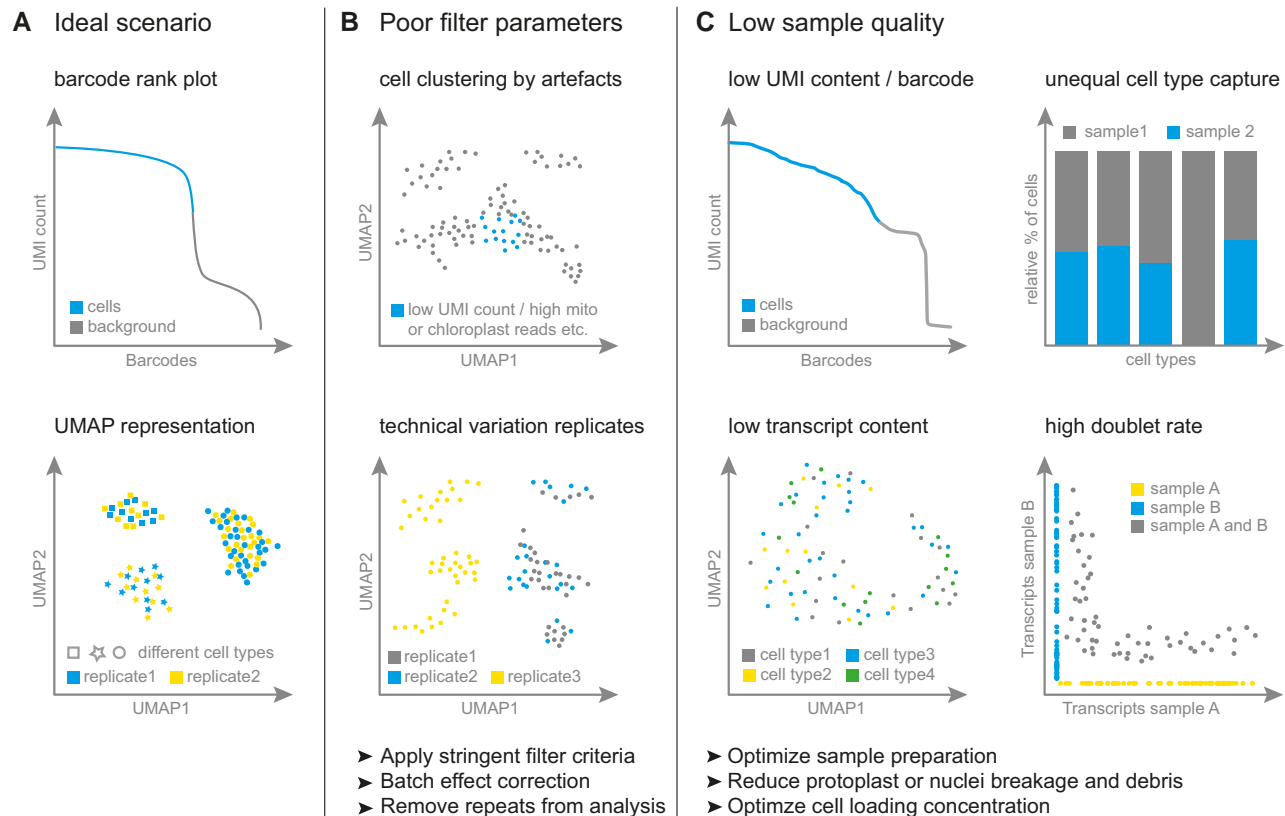 A Ideal scenario
barcode rank plot
UMI count
cells
background
Barcodes
UMAP representation
UMAP2
different cell types
replicate1 replicate2
UMAP1
B Poor filter parameters
cell clustering by artefacts
UMAP2
low UMI count / high mito
or chloroplast reads etc.
UMAP1
technical variation replicates
UMAP2
replicate1
replicate2 replicate3
UMAP1
➤ Apply stringent filter criteria
➤ Batch effect correction
➤ Remove repeats from analysis
C Low sample quality
low UMI content / barcode
UMI count
cells
background
Barcodes
unequal cell type capture
sample1 sample 2
relative % of cells
cell types
low transcript content
UMAP2
cell type1 cell type3
cell type2 cell type4
UMAP1
high doublet rate
Transcripts sample B
sample A
sample B
sample A and B
Transcripts sample A
➤ Optimize sample preparation
➤ Reduce protoplast or nuclei breakage and debris
➤ Optimze cell loading concentration